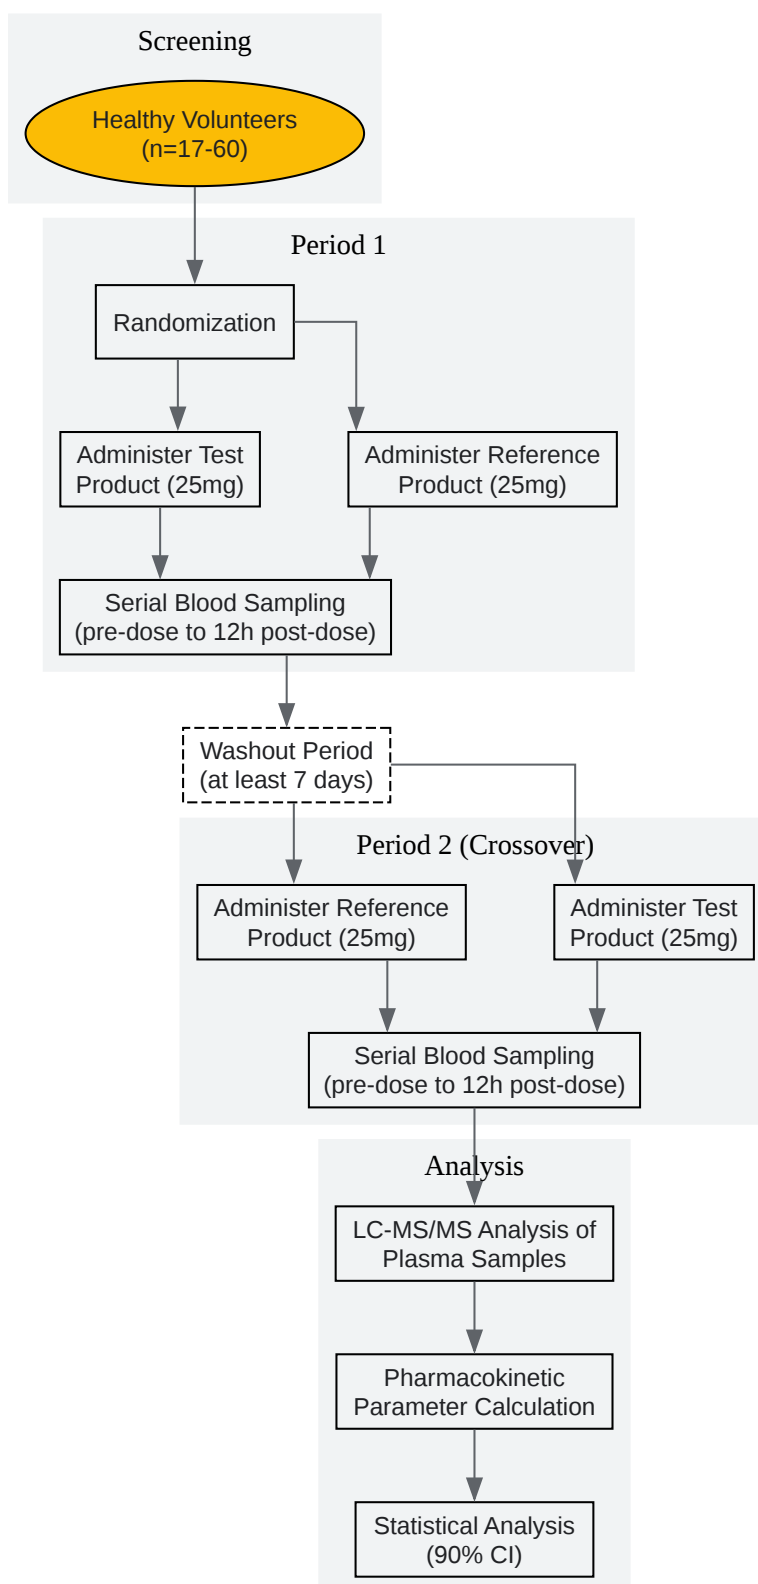 Screening
Healthy Volunteers
(n=17-60)
Period 1
Randomization
Administer Test
Product (25mg)
Administer Reference
Product (25mg)
Serial Blood Sampling
(pre-dose to 12h post-dose)
Washout Period
(at least 7 days)
Period 2 (Crossover)
Administer Reference
Product (25mg)
Administer Test
Product (25mg)
Serial Blood Sampling
(pre-dose to 12h post-dose)
Analysis
LC-MS/MS Analysis of
Plasma Samples
Pharmacokinetic
Parameter Calculation
Statistical Analysis
(90% CI)